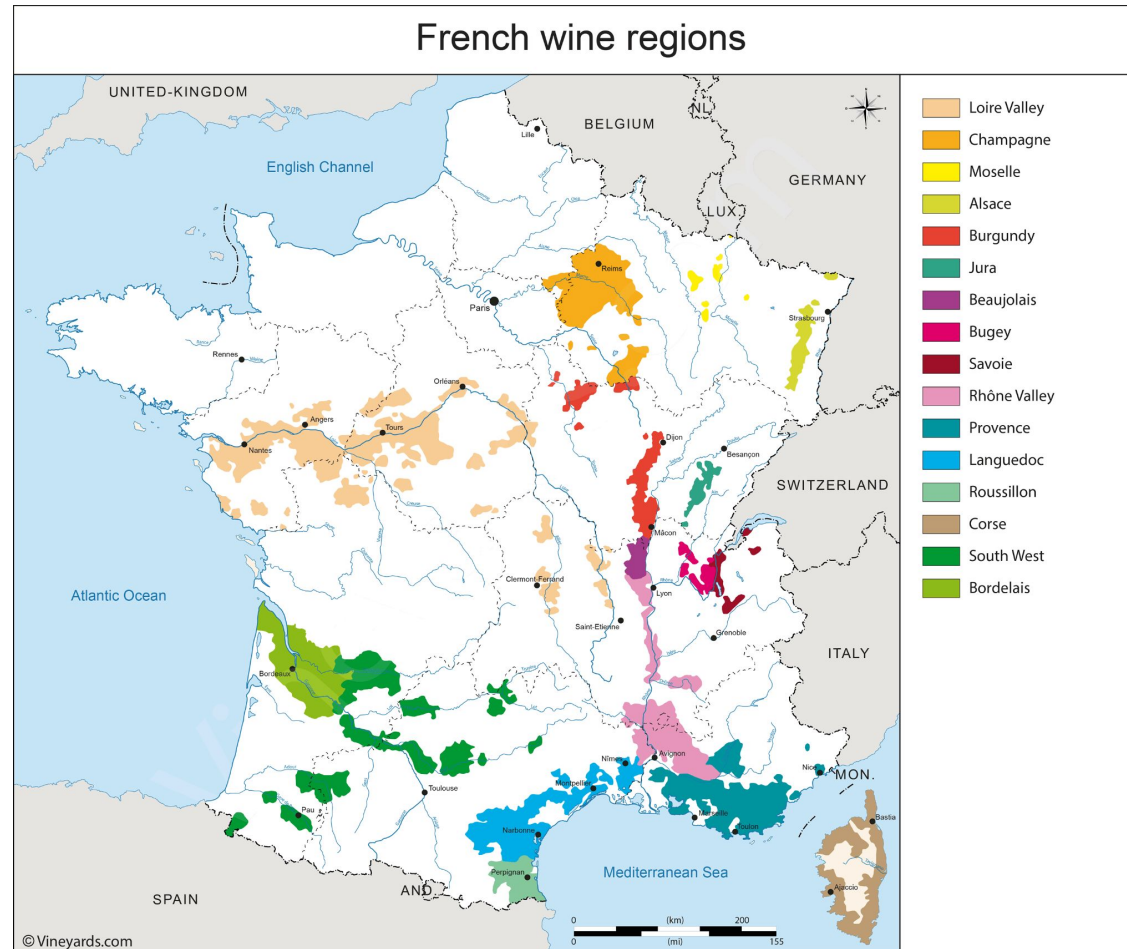 French wine regions
UNITED-KINGDOM
BELGIUM
NL.
GERMANY
LUX.
SWITZERLAND
ITALY
MON.
SPAIN
AND.
English Channel
Atlantic Ocean
Mediterranean Sea
Lille
Reims
Paris
Strasbourg
Rennes
Orléans
Angers
Tours
Nantes
Dijon
Besançon
Mâcon
Clermont-Ferrand
Lyon
Saint-Etienne
Grenoble
Bordeaux
Avignon
Nîmes
Nice
Montpellier
Toulouse
Pau
Marseille
Toulon
Narbonne
Perpignan
Bastia
Ajaccio
Loire Valley
Champagne
Moselle
Alsace
Burgundy
Jura
Beaujolais
Bugey
Savoie
Rhône Valley
Provence
Languedoc
Roussillon
Corse
South West
Bordelais
0 (km) 200
0 (mi) 155
© Vineyards.com